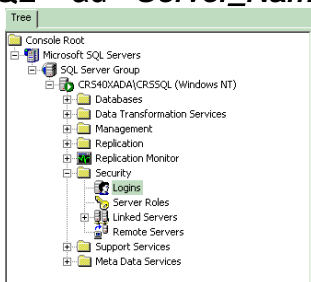 Tree
Console Root
Microsoft SQL Servers
SQL Server Group
CRS40XADA\CRSSQL (Windows NT)
Databases
Data Transformation Services
Management
Replication
Replication Monitor
Security
Logins
Server Roles
Linked Servers
Remote Servers
Support Services
Meta Data Services